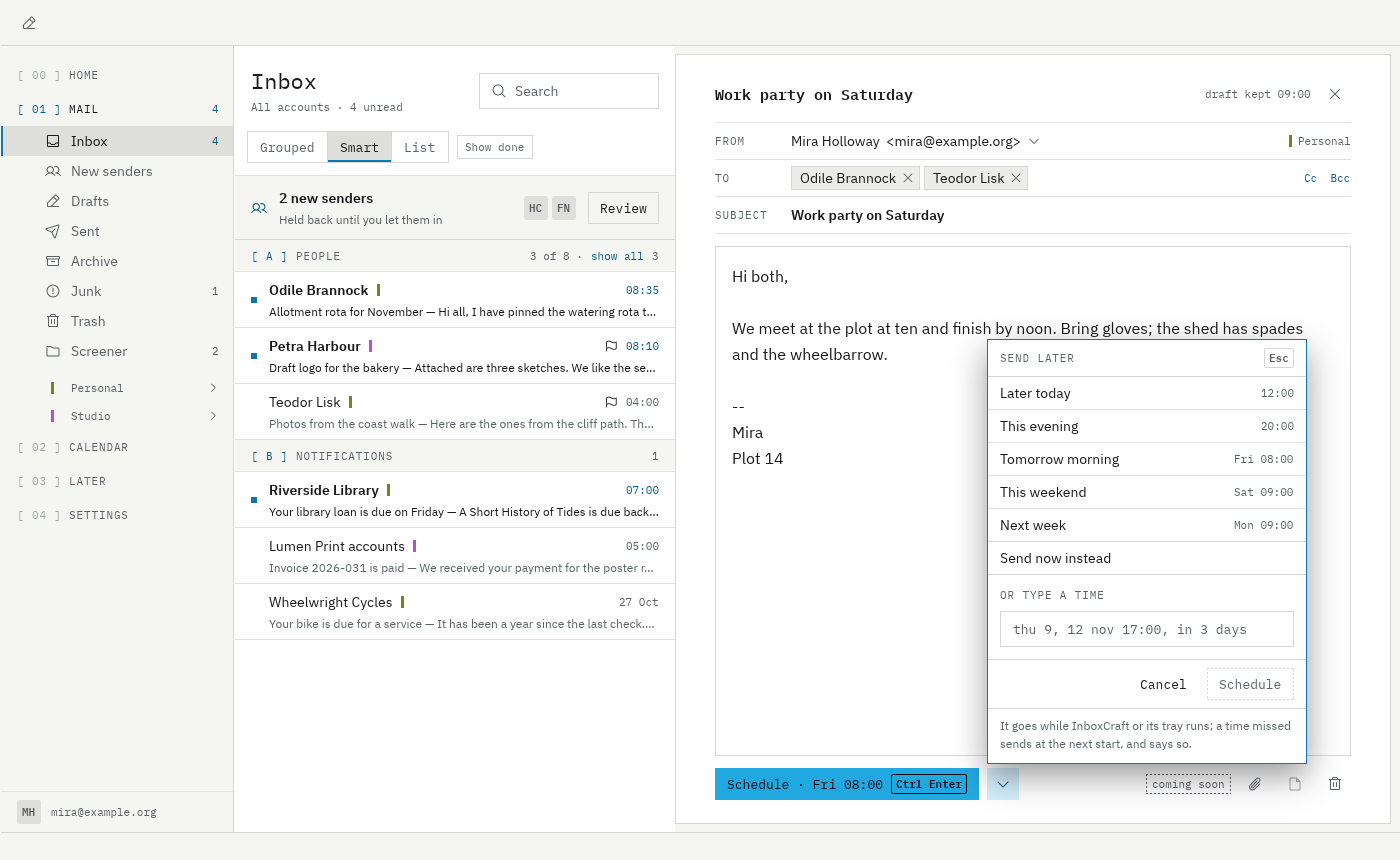 [ 00 ] HOME
[ 01 ] MAIL 4
Inbox 4
New senders
Drafts
Sent
Archive
Junk 1
Trash
Screener 2
Personal
Studio
[ 02 ] CALENDAR
[ 03 ] LATER
[ 04 ] SETTINGS
MH mira@example.org
Inbox
All accounts · 4 unread
Search
Grouped Smart List Show done
2 new senders
Held back until you let them in
HC FN Review
[ A ] PEOPLE 3 of 8 · show all 3
Odile Brannock 08:35
Allotment rota for November — Hi all, I have pinned the watering rota t...
Petra Harbour 08:10
Draft logo for the bakery — Attached are three sketches. We like the se...
Teodor Lisk 04:00
Photos from the coast walk — Here are the ones from the cliff path. Th...
[ B ] NOTIFICATIONS 1
Riverside Library 07:00
Your library loan is due on Friday — A Short History of Tides is due back...
Lumen Print accounts 05:00
Invoice 2026-031 is paid — We received your payment for the poster r...
Wheelwright Cycles 27 Oct
Your bike is due for a service — It has been a year since the last check....
Work party on Saturday draft kept 09:00
FROM Mira Holloway <mira@example.org> Personal
TO Odile Brannock Teodor Lisk Cc Bcc
SUBJECT Work party on Saturday
Hi both,
We meet at the plot at ten and finish by noon. Bring gloves; the shed has spades
and the wheelbarrow.
--
Mira
Plot 14
SEND LATER Esc
Later today 12:00
This evening 20:00
Tomorrow morning Fri 08:00
This weekend Sat 09:00
Next week Mon 09:00
Send now instead
OR TYPE A TIME
thu 9, 12 nov 17:00, in 3 days
Cancel Schedule
It goes while InboxCraft or its tray runs; a time missed
sends at the next start, and says so.
Schedule · Fri 08:00 Ctrl Enter
coming soon